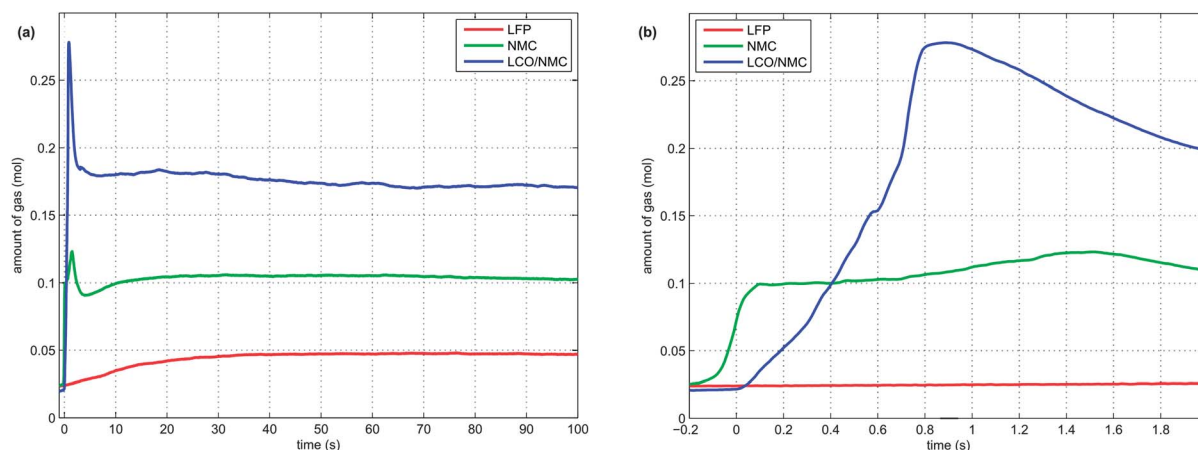 (a)
LFP
NMC
LCO/NMC
amount of gas (mol)
0.25
0.2
0.15
0.1
0.05
0
0 10 20 30 40 50 60 70 80 90 100
time (s)
(b)
LFP
NMC
LCO/NMC
amount of gas (mol)
0.25
0.2
0.15
0.1
0.05
0
−0.2 0 0.2 0.4 0.6 0.8 1 1.2 1.4 1.6 1.8
time (s)